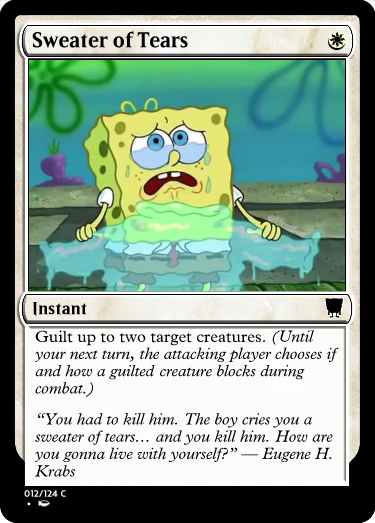 Sweater of Tears
Instant
Guilt up to two target creatures. (Until
your next turn, the attacking player chooses if
and how a guilted creature blocks during
combat.)
“You had to kill him. The boy cries you a
sweater of tears… and you kill him. How are
you gonna live with yourself?” — Eugene H.
Krabs
012/124 C